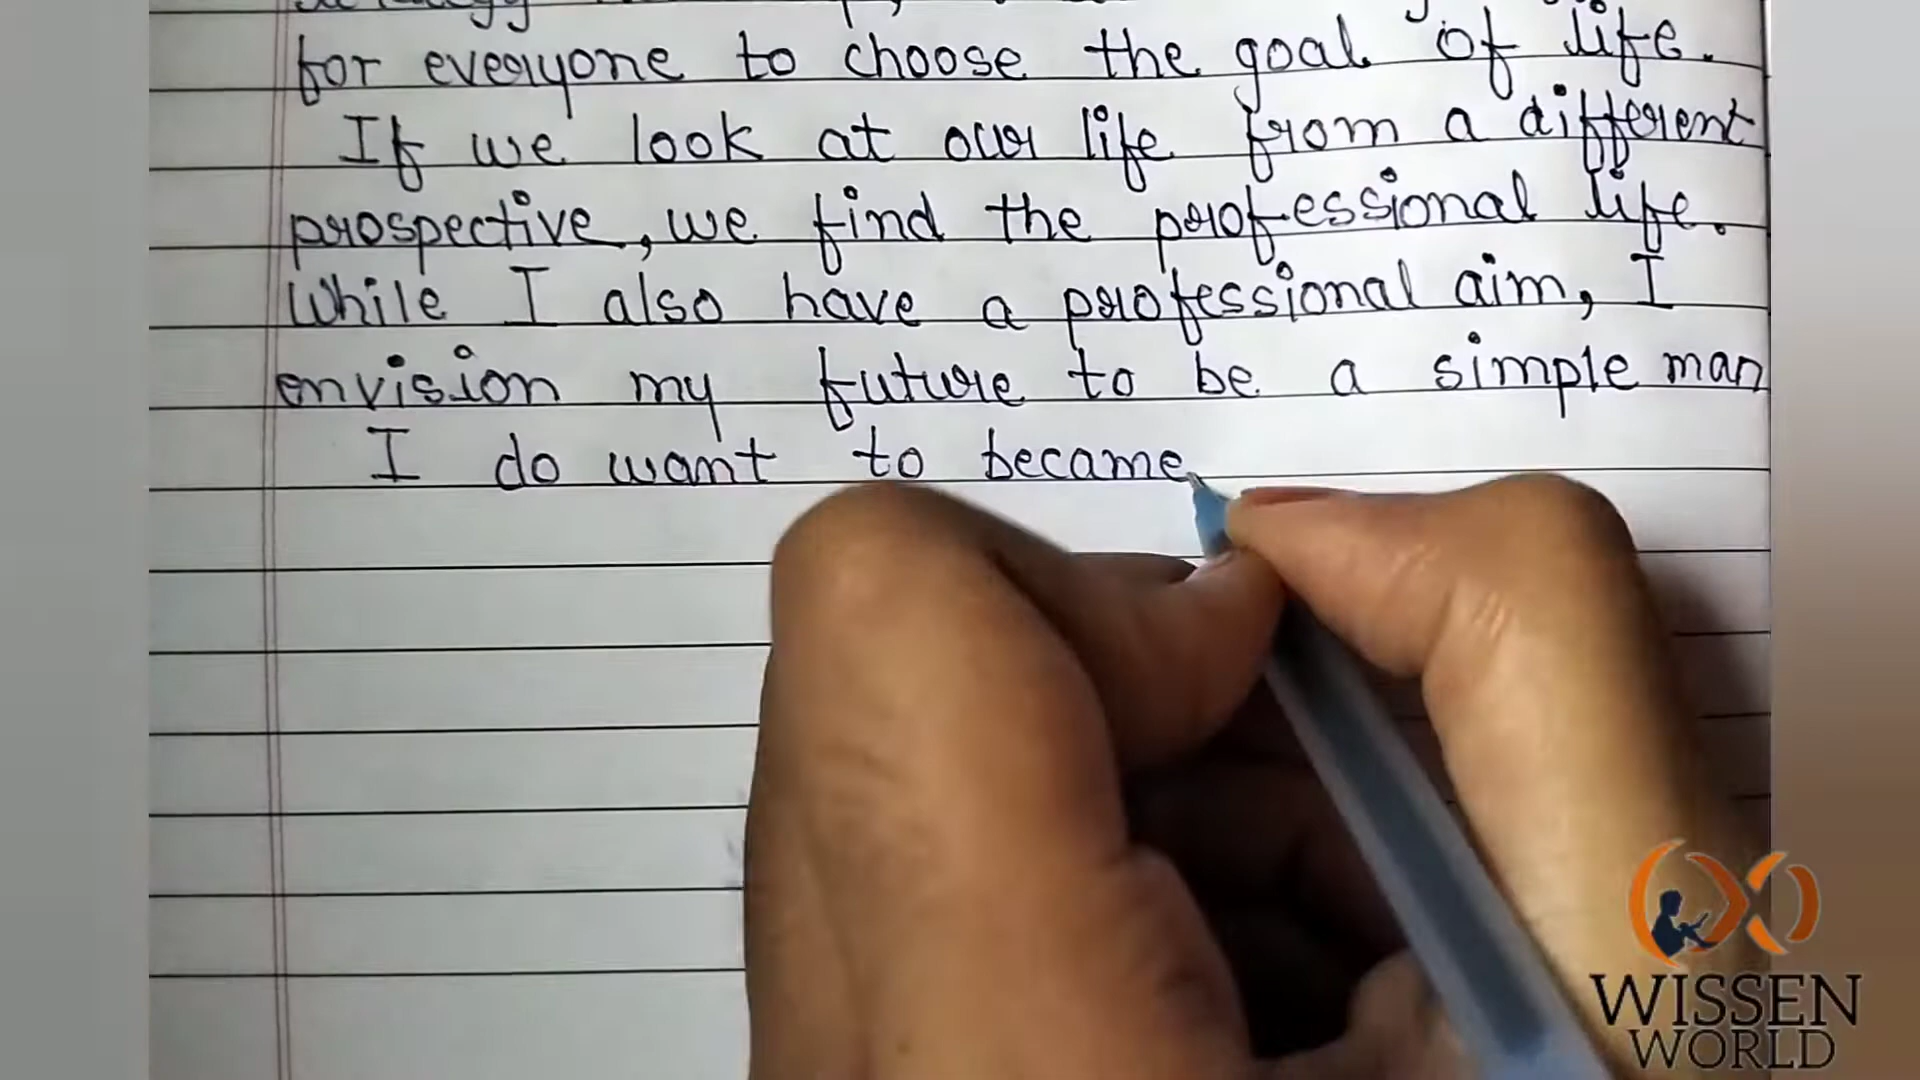 for everyone to choose the goal of life.
If we look at our life from a different
prospective, we find the professional life.
While I also have a professional aim, I
envision my future to be a simple man
I do want to became
WISSEN
WORLD